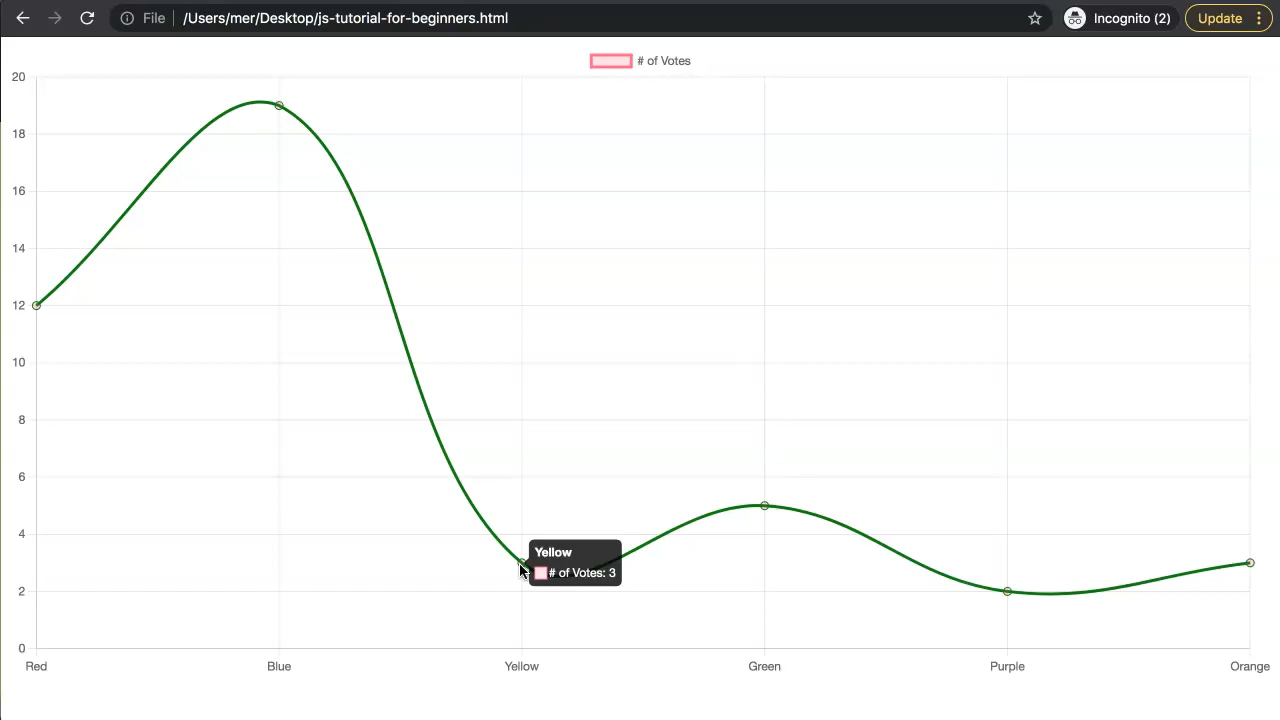 File /Users/mer/Desktop/js-tutorial-for-beginners.html Incognito (2) Update
# of Votes
20
18
16
14
12
10
8
6
4
2
0
Yellow
# of Votes: 3
Red Blue Yellow Green Purple Orange